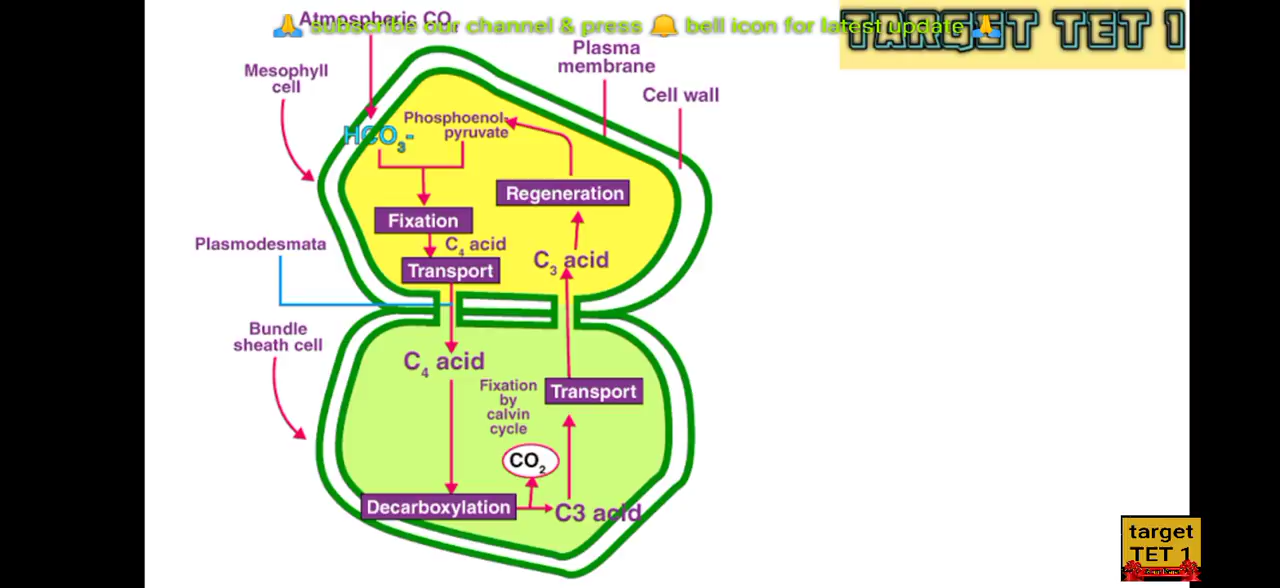 Atmospheric CO2
🙏 subscribe our channel & press 🔔 bell icon for latest update 🙏
TARGET TET 1
Plasma
membrane
Mesophyll
cell
Cell wall
HCO3-
Phosphoenol-
pyruvate
Regeneration
Fixation
C4 acid
Plasmodesmata
C3 acid
Transport
Bundle
sheath cell
C4 acid
Fixation
by
calvin
cycle
Transport
CO2
Decarboxylation
C3 acid
target
TET 1